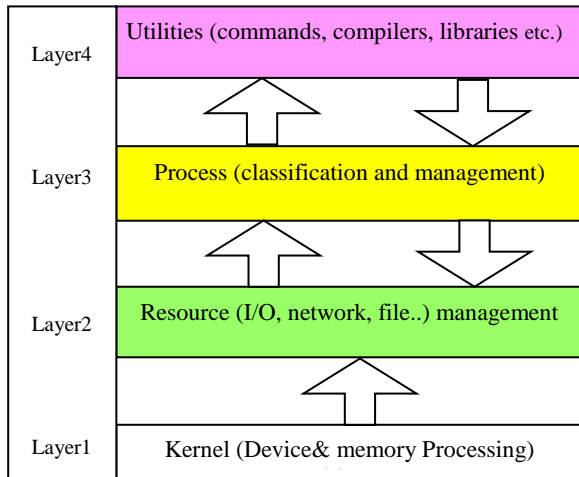 Utilities (commands, compilers, libraries etc.)
Layer4
Process (classification and management)
Layer3
Resource (I/O, network, file..) management
Layer2
Layer1
Kernel (Device& memory Processing)